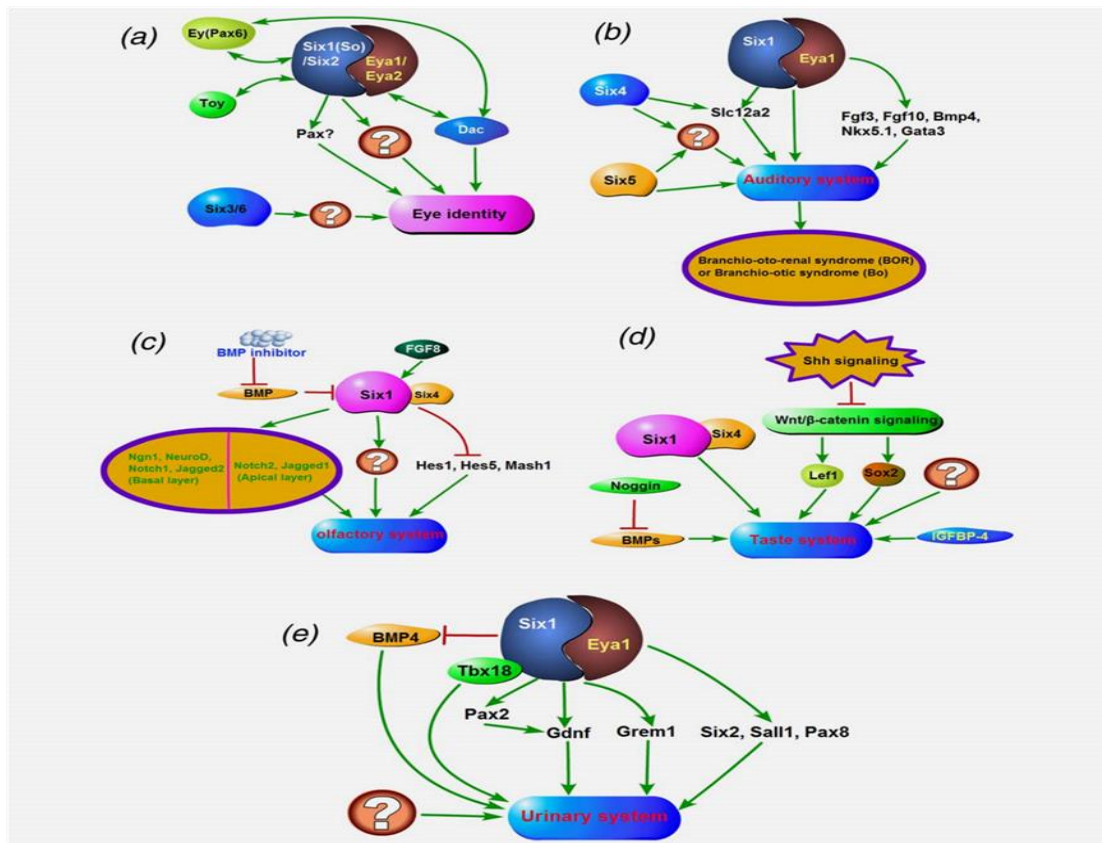 (a)
Ey(Pax6)
Six1(So)
/Six2
Eya1/
Eya2
Toy
Pax?
?
Dac
Six3/6
?
Eye identity
(b)
Six1
Eya1
Six4
Slc12a2
?
Fgf3, Fgf10, Bmp4,
Nkx5.1, Gata3
Six5
Auditory system
Branchio-oto-renal syndrome (BOR)
or Branchio-otic syndrome (Bo)
(c)
BMP inhibitor
FGF8
BMP
Six1
Six4
Ngn1, NeuroD,
Notch1, Jagged2
(Basal layer)
Notch2, Jagged1
(Apical layer)
?
Hes1, Hes5, Mash1
olfactory system
(d)
Shh signaling
Wnt/β-catenin signaling
Six1
Six4
Lef1
Sox2
?
Noggin
BMPs
Taste system
IGFBP-4
(e)
Six1
Eya1
BMP4
Tbx18
Pax2
Gdnf
Grem1
Six2, Sall1, Pax8
?
Urinary system